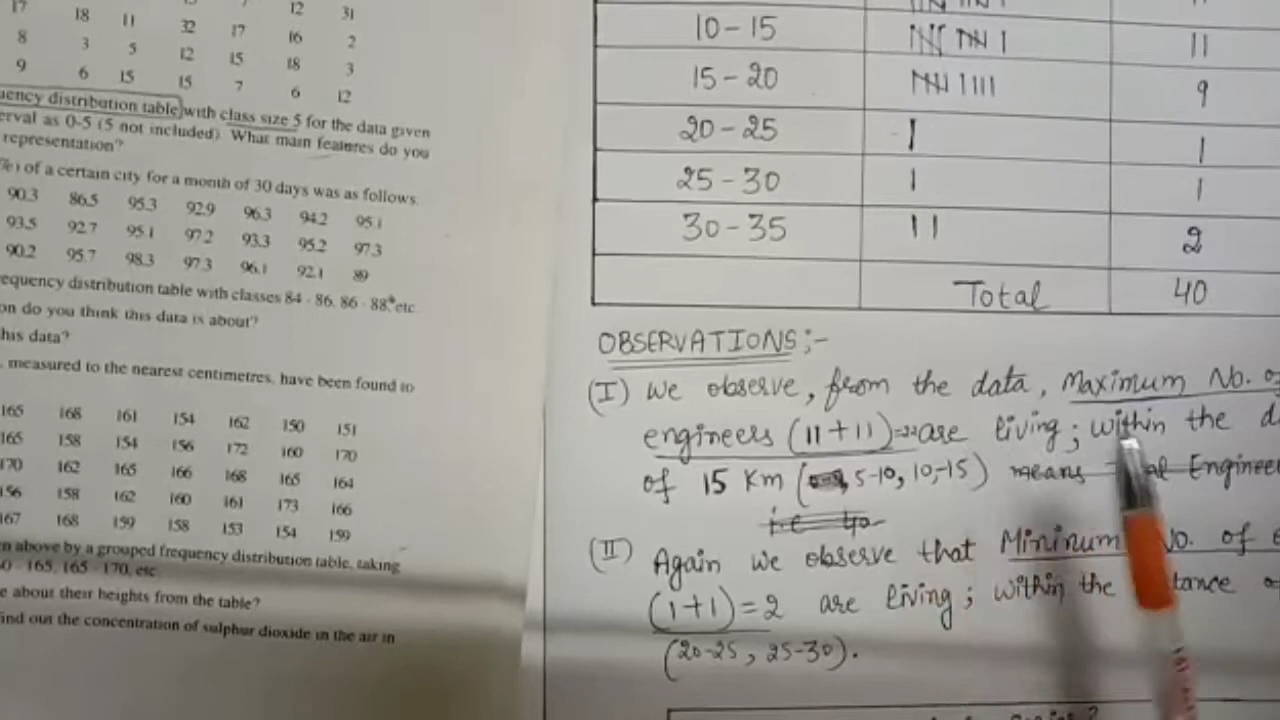 12 31
17 18 11 32 17 16 2
8 3 5 12 15 18 3
9 6 15 15 7 6 12
distribution table with class size 5 for the data given
as 0-5 (5 not included). What main features do you
representation?
of a certain city for a month of 30 days was as follows
90.3 86.5 95.3 92.9 96.3 94.2 95.1
93.5 92.7 95.1 97.2 93.3 95.2 97.3
90.2 95.7 98.3 97.3 96.1 92.1 89
distribution table with classes 84 - 86, 86 - 88, etc.
do you think this data is about?
data?
, measured to the nearest centimetres, have been found to
165 168 161 154 162 150 151
165 158 154 156 172 160 170
170 162 165 166 168 165 164
156 158 162 160 161 173 166
167 168 159 158 153 154 159
above by a grouped frequency distribution table, taking
165, 165 - 170, etc.
about their heights from the table?
out the concentration of sulphur dioxide in the air in
10-15 11
15-20 9
20-25 1
25-30 1
30-35 2
Total 40
OBSERVATIONS :-
(I) We observe, from the data, Maximum No. of
engineers (11+11)=22 are living; within the
of 15 Km (5-10, 10-15) means
i.e 40
(II) Again we observe that Mininum No. of
(1+1)=2 are living; within the
(20-25, 25-30).